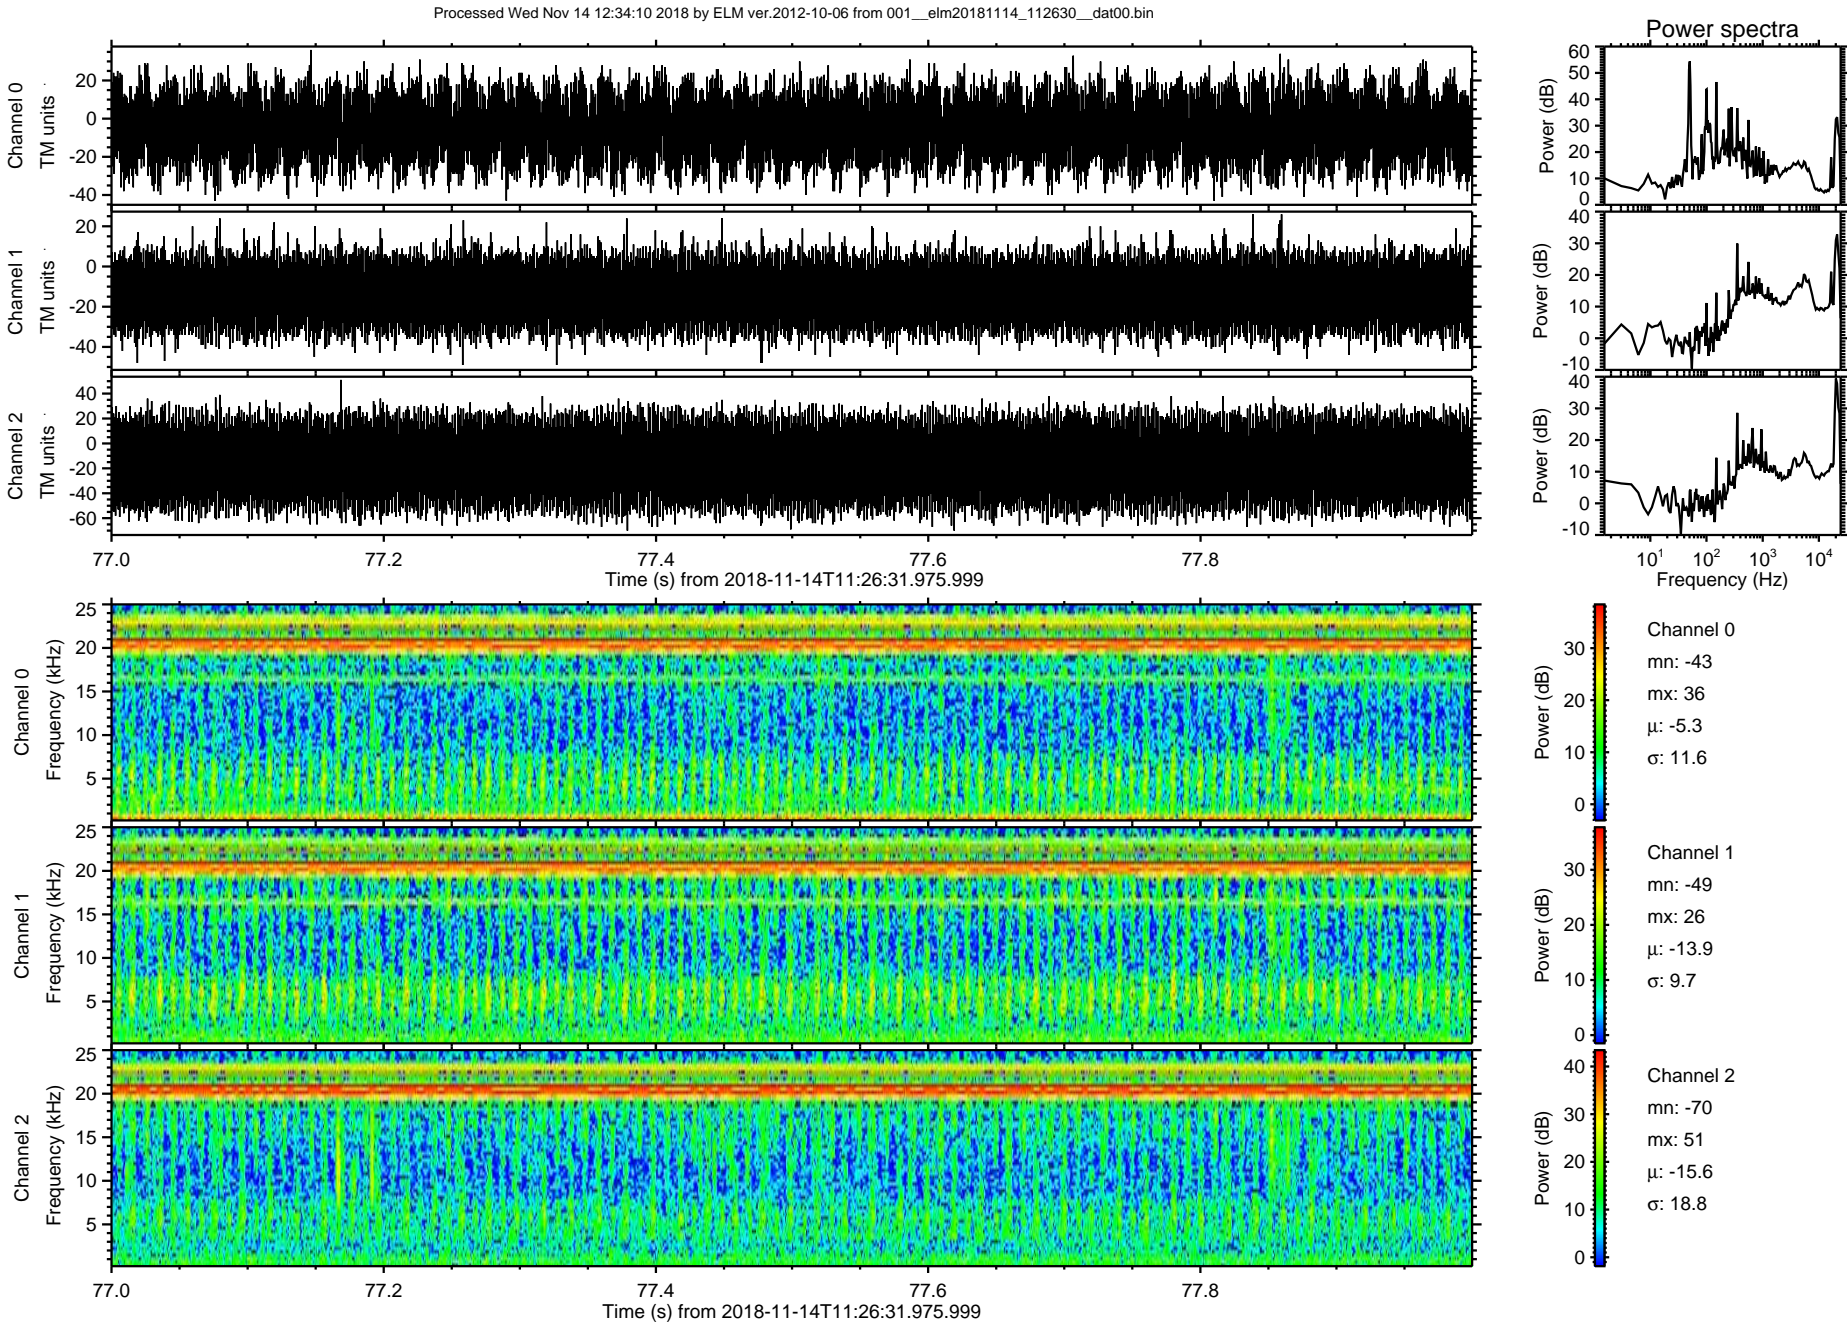 Processed Wed Nov 14 12:34:10 2018 by ELM ver.2012-10-06 from 001__elm20181114_112630__dat00.bin
Power spectra
Channel 0
TM units
20
0
-20
-40
Power (dB)
60
50
40
30
20
10
0
Channel 1
TM units
20
0
-20
-40
Power (dB)
40
30
20
10
0
-10
Channel 2
TM units
40
20
0
-20
-40
-60
Power (dB)
40
30
20
10
0
-10
77.0 77.2 77.4 77.6 77.8
Time (s) from 2018-11-14T11:26:31.975.999
10^1 10^2 10^3 10^4
Frequency (Hz)
Channel 0
Frequency (kHz)
25
20
15
10
5
Power (dB)
30
20
10
0
Channel 0
mn: -43
mx: 36
µ: -5.3
σ: 11.6
Channel 1
Frequency (kHz)
25
20
15
10
5
Power (dB)
30
20
10
0
Channel 1
mn: -49
mx: 26
µ: -13.9
σ: 9.7
Channel 2
Frequency (kHz)
25
20
15
10
5
Power (dB)
40
30
20
10
0
Channel 2
mn: -70
mx: 51
µ: -15.6
σ: 18.8
77.0 77.2 77.4 77.6 77.8
Time (s) from 2018-11-14T11:26:31.975.999